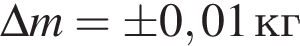 Δm = ±0,01 кг